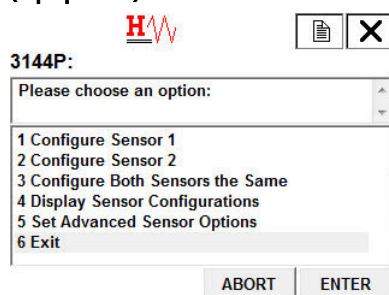 H
3144P:
Please choose an option:
1 Configure Sensor 1
2 Configure Sensor 2
3 Configure Both Sensors the Same
4 Display Sensor Configurations
5 Set Advanced Sensor Options
6 Exit
ABORT ENTER